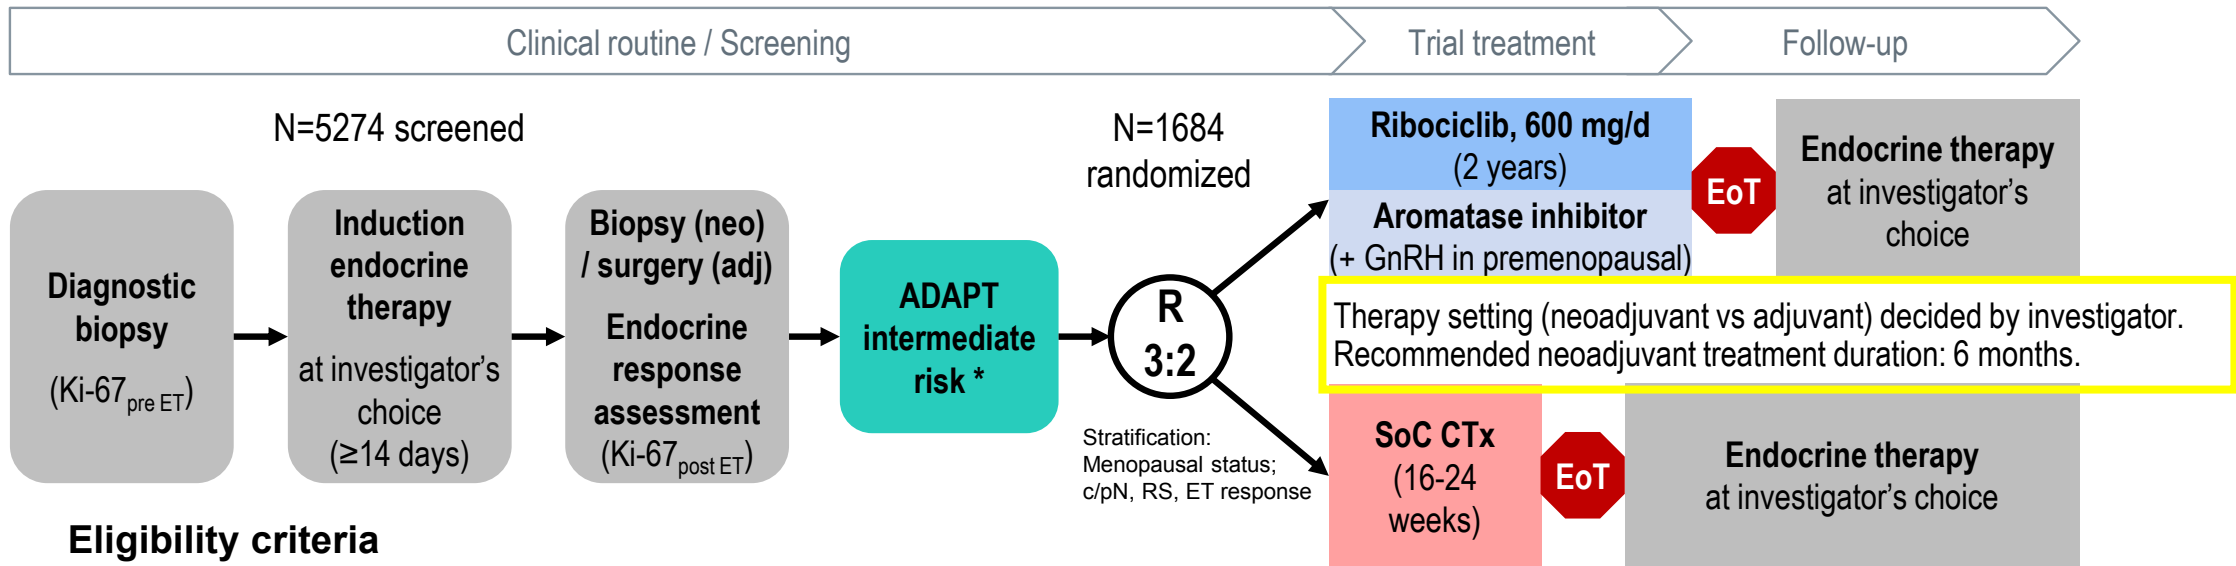 Clinical routine / Screening
Trial treatment
Follow-up
N=5274 screened
N=1684
randomized
Diagnostic
biopsy
(Ki-67pre ET)
Induction
endocrine
therapy
at investigator's
choice
(≥14 days)
Biopsy (neo)
/ surgery (adj)
Endocrine
response
assessment
(Ki-67post ET)
ADAPT
intermediate
risk *
R
3:2
Stratification:
Menopausal status;
c/pN, RS, ET response
Ribociclib, 600 mg/d
(2 years)
Aromatase inhibitor
(+ GnRH in premenopausal)
EoT
Endocrine therapy
at investigator's
choice
Therapy setting (neoadjuvant vs adjuvant) decided by investigator.
Recommended neoadjuvant treatment duration: 6 months.
SoC CTx
(16-24
weeks)
EoT
Endocrine therapy
at investigator's choice
Eligibility criteria